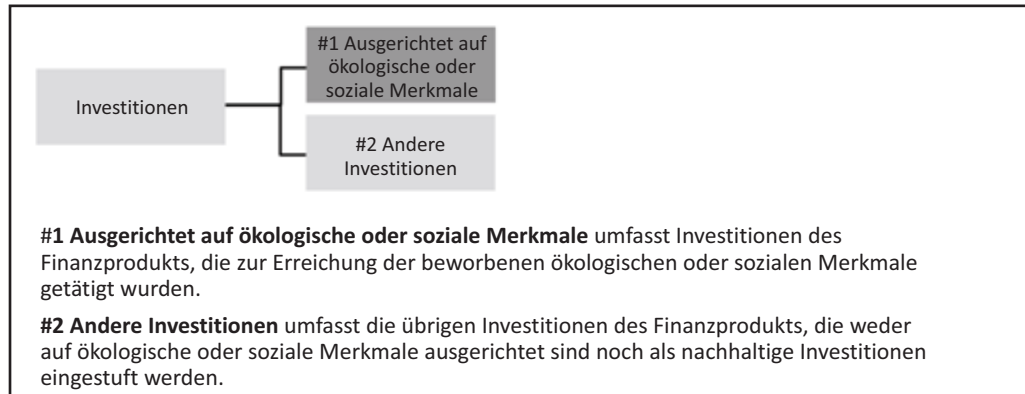 #1 Ausgerichtet auf
ökologische oder
soziale Merkmale
Investitionen
#2 Andere
Investitionen
#1 Ausgerichtet auf ökologische oder soziale Merkmale umfasst Investitionen des
Finanzprodukts, die zur Erreichung der beworbenen ökologischen oder sozialen Merkmale
getätigt wurden.
#2 Andere Investitionen umfasst die übrigen Investitionen des Finanzprodukts, die weder
auf ökologische oder soziale Merkmale ausgerichtet sind noch als nachhaltige Investitionen
eingestuft werden.